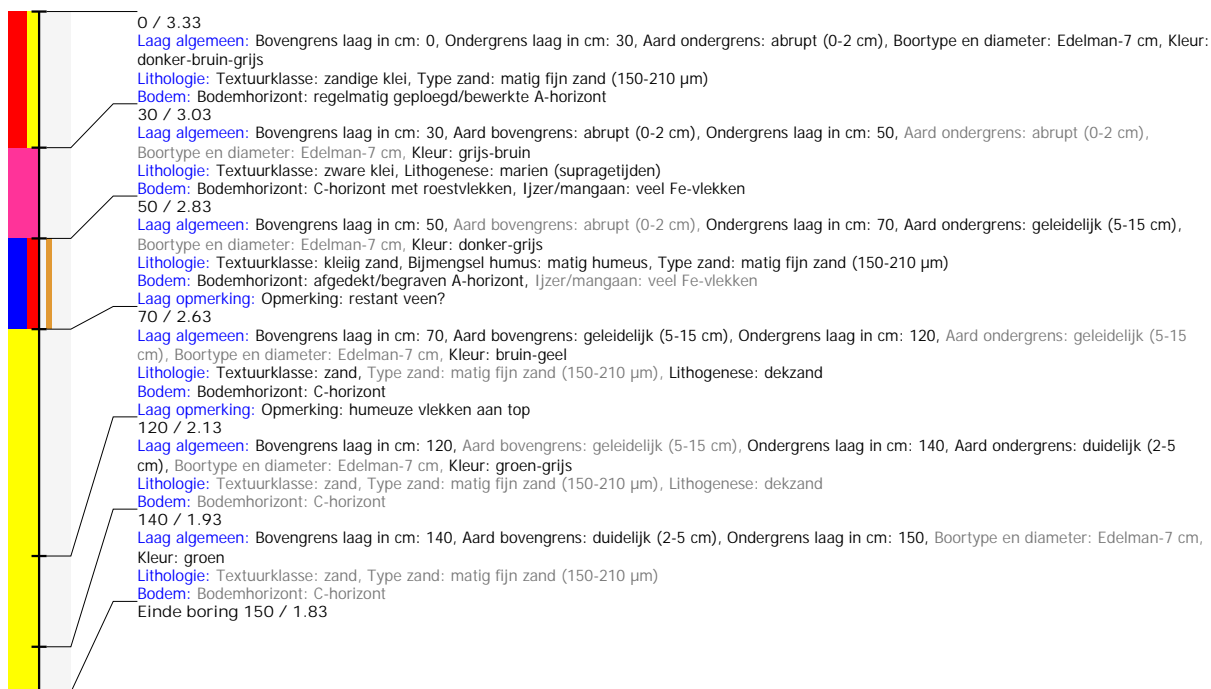 0 / 3.33
Laag algemeen: Bovengrens laag in cm: 0, Ondergrens laag in cm: 30, Aard ondergrens: abrupt (0-2 cm), Boortype en diameter: Edelman-7 cm, Kleur:
donker-bruin-grijs
Lithologie: Textuurklasse: zandige klei, Type zand: matig fijn zand (150-210 µm)
Bodem: Bodemhorizont: regelmatig geploegd/bewerkte A-horizont
30 / 3.03
Laag algemeen: Bovengrens laag in cm: 30, Aard bovengrens: abrupt (0-2 cm), Ondergrens laag in cm: 50, Aard ondergrens: abrupt (0-2 cm),
Boortype en diameter: Edelman-7 cm, Kleur: grijs-bruin
Lithologie: Textuurklasse: zware klei, Lithogenese: marien (supragetijden)
Bodem: Bodemhorizont: C-horizont met roestvlekken, Ijzer/mangaan: veel Fe-vlekken
50 / 2.83
Laag algemeen: Bovengrens laag in cm: 50, Aard bovengrens: abrupt (0-2 cm), Ondergrens laag in cm: 70, Aard ondergrens: geleidelijk (5-15 cm),
Boortype en diameter: Edelman-7 cm, Kleur: donker-grijs
Lithologie: Textuurklasse: kleiig zand, Bijmengsel humus: matig humeus, Type zand: matig fijn zand (150-210 µm)
Bodem: Bodemhorizont: afgedekt/begraven A-horizont, Ijzer/mangaan: veel Fe-vlekken
Laag opmerking: Opmerking: restant veen?
70 / 2.63
Laag algemeen: Bovengrens laag in cm: 70, Aard bovengrens: geleidelijk (5-15 cm), Ondergrens laag in cm: 120, Aard ondergrens: geleidelijk (5-15
cm), Boortype en diameter: Edelman-7 cm, Kleur: bruin-geel
Lithologie: Textuurklasse: zand, Type zand: matig fijn zand (150-210 µm), Lithogenese: dekzand
Bodem: Bodemhorizont: C-horizont
Laag opmerking: Opmerking: humeuze vlekken aan top
120 / 2.13
Laag algemeen: Bovengrens laag in cm: 120, Aard bovengrens: geleidelijk (5-15 cm), Ondergrens laag in cm: 140, Aard ondergrens: duidelijk (2-5
cm), Boortype en diameter: Edelman-7 cm, Kleur: groen-grijs
Lithologie: Textuurklasse: zand, Type zand: matig fijn zand (150-210 µm), Lithogenese: dekzand
Bodem: Bodemhorizont: C-horizont
140 / 1.93
Laag algemeen: Bovengrens laag in cm: 140, Aard bovengrens: duidelijk (2-5 cm), Ondergrens laag in cm: 150, Boortype en diameter: Edelman-7 cm,
Kleur: groen
Lithologie: Textuurklasse: zand, Type zand: matig fijn zand (150-210 µm)
Bodem: Bodemhorizont: C-horizont
Einde boring 150 / 1.83